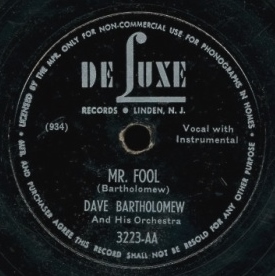 LICENSED BY THE MFR. ONLY FOR NON-COMMERCIAL USE FOR PHONOGRAPHS IN HOMES
DE LUXE
RECORDS • LINDEN, N. J.
(934)
Vocal with
Instrumental
MR. FOOL
(Bartholomew)
DAVE BARTHOLOMEW
And His Orchestra
3223-AA
MFR. AND PURCHASER AGREE THIS RECORD SHALL NOT BE RESOLD FOR ANY OTHER PURPOSE